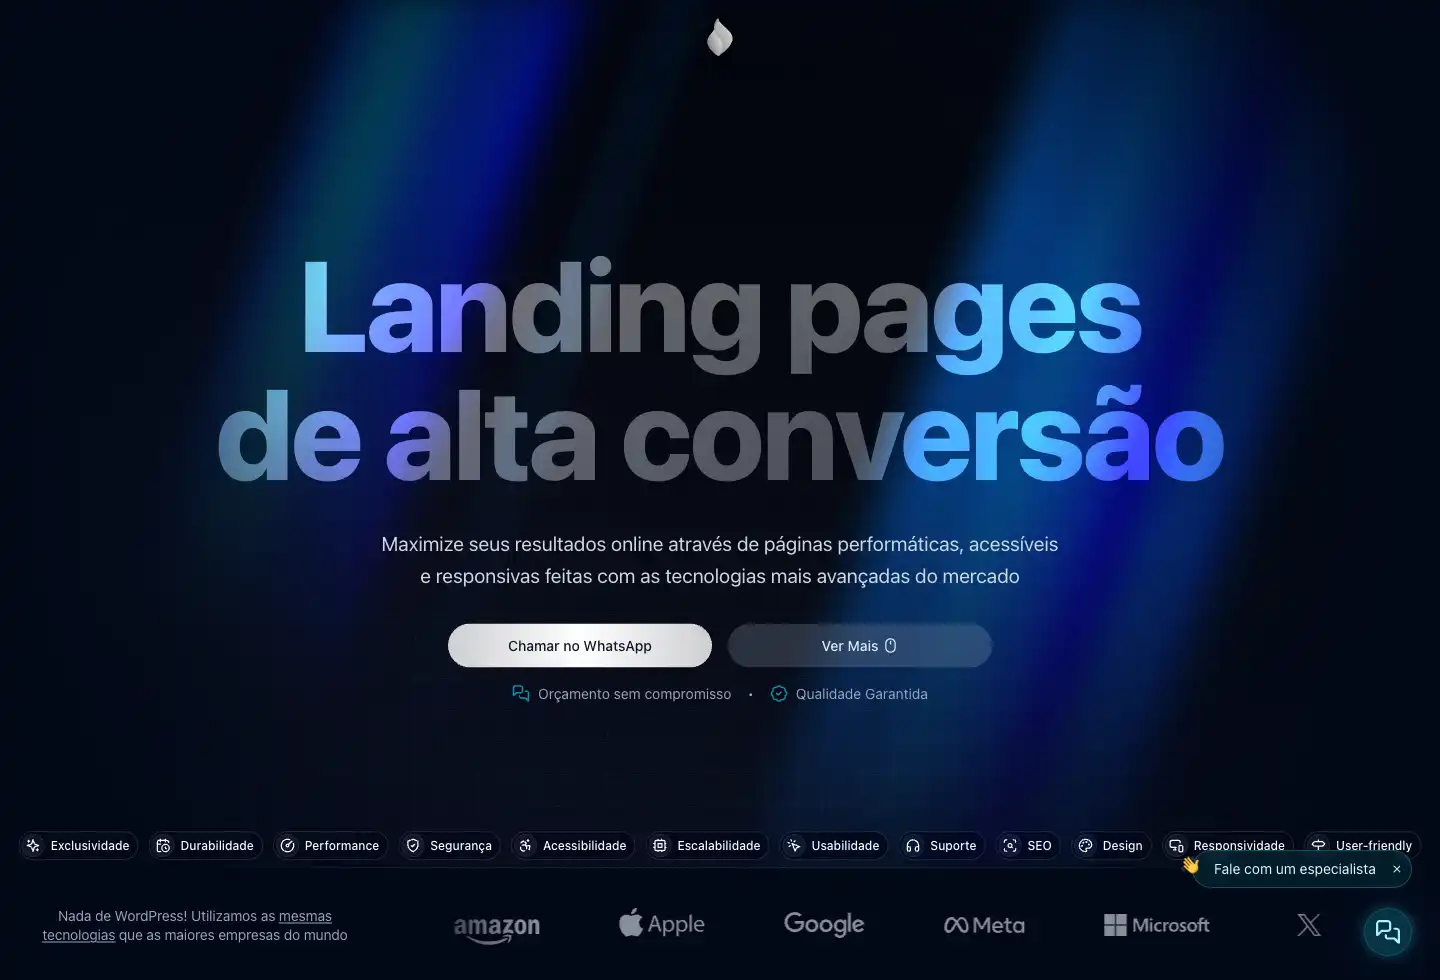 Landing pages
de alta conversão
Maximize seus resultados online através de páginas performáticas, acessíveis
e responsivas feitas com as tecnologias mais avançadas do mercado
Chamar no WhatsApp
Ver Mais
Orçamento sem compromisso • Qualidade Garantida
Exclusividade Durabilidade Performance Segurança Acessibilidade Escalabilidade Usabilidade Suporte SEO Design Responsividade User-friendly
Fale com um especialista ×
Nada de WordPress! Utilizamos as mesmas
tecnologias que as maiores empresas do mundo
amazon Apple Google Meta Microsoft X